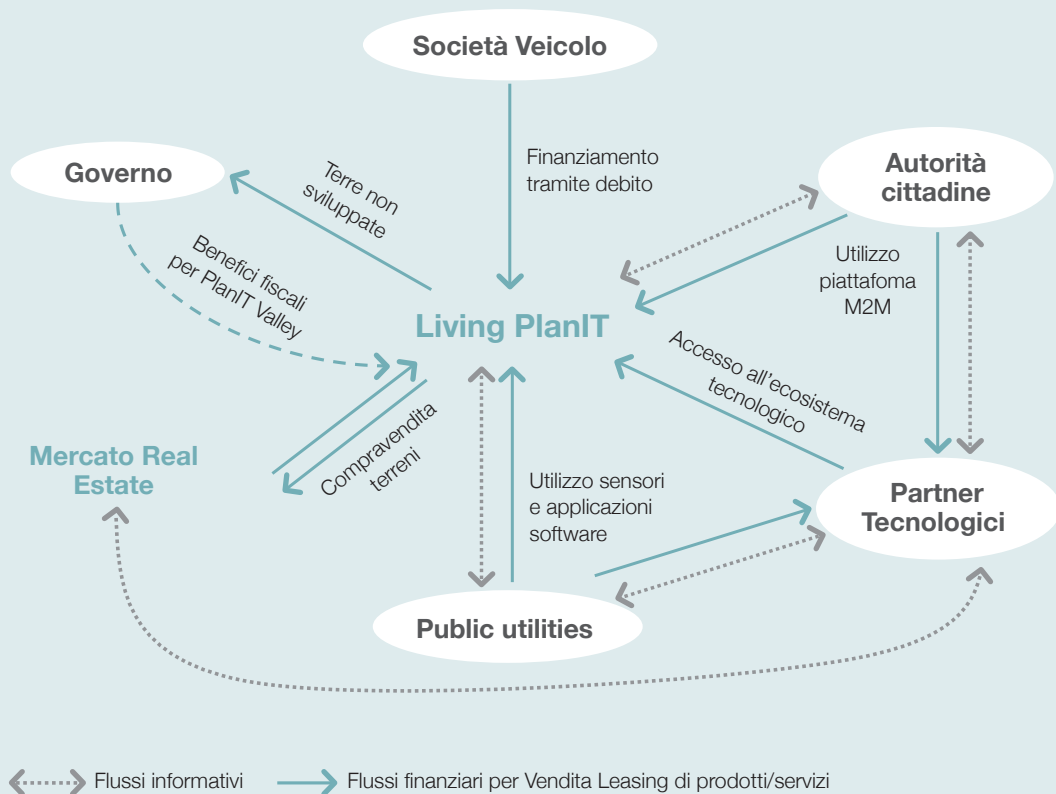 Società Veicolo
Governo
Terre non
sviluppate
Finanziamento
tramite debito
Autorità
cittadine
Benefici fiscali
per PlanIT Valley
Utilizzo
piattafoma
M2M
Living PlanIT
Accesso all'ecosistema
tecnologico
Mercato Real
Estate
Compravendita
terreni
Utilizzo sensori
e applicazioni
software
Partner
Tecnologici
Public utilities
Flussi informativi
Flussi finanziari per Vendita Leasing di prodotti/servizi